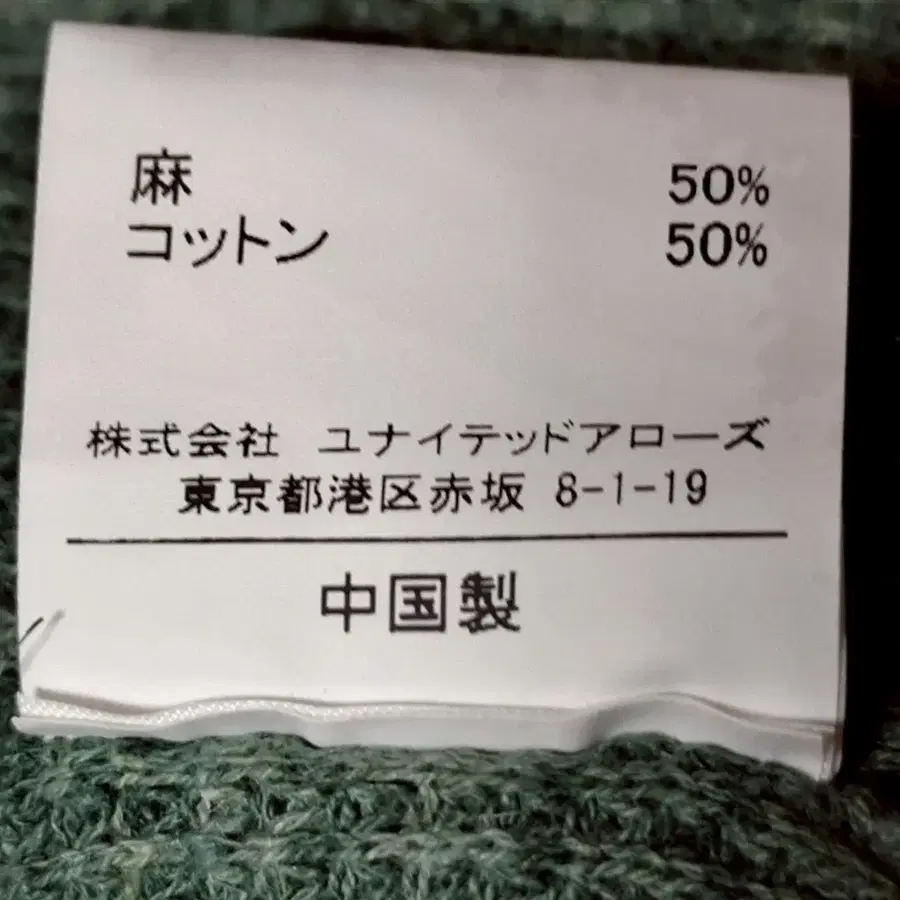 麻 50%
コットン 50%
株式会社 ユナイテッドアローズ
東京都港区赤坂 8-1-19
中国製